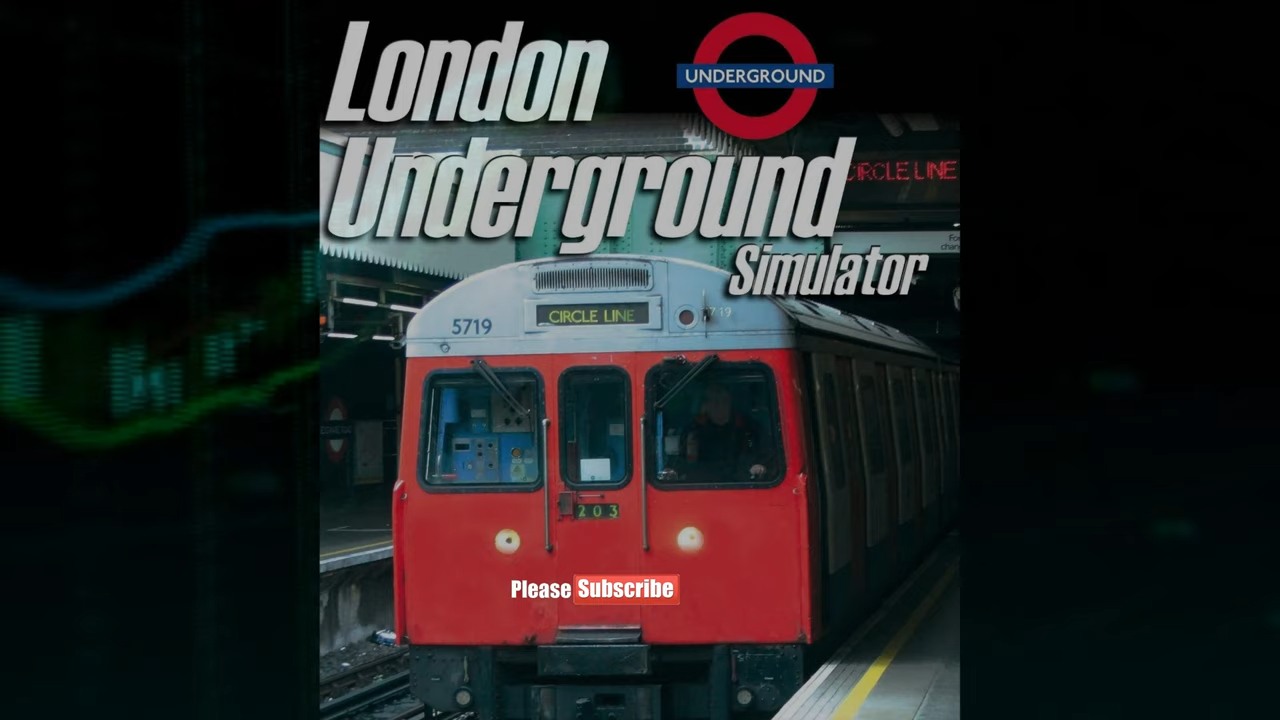 London
UNDERGROUND
Underground
CIRCLE LINE
Simulator
5719
CIRCLE LINE
203
Please Subscribe